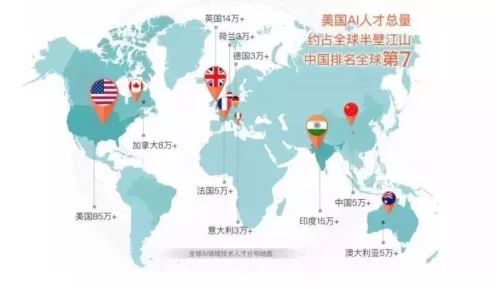 美国AI人才总量
约占全球半壁江山
中国排名全球第7
英国14万+
荷兰3万+
德国3万+
加拿大8万+
法国5万+
美国85万+
意大利3万+
印度15万+
中国5万+
澳大利亚5万+
全球AI领域技术人才分布地图